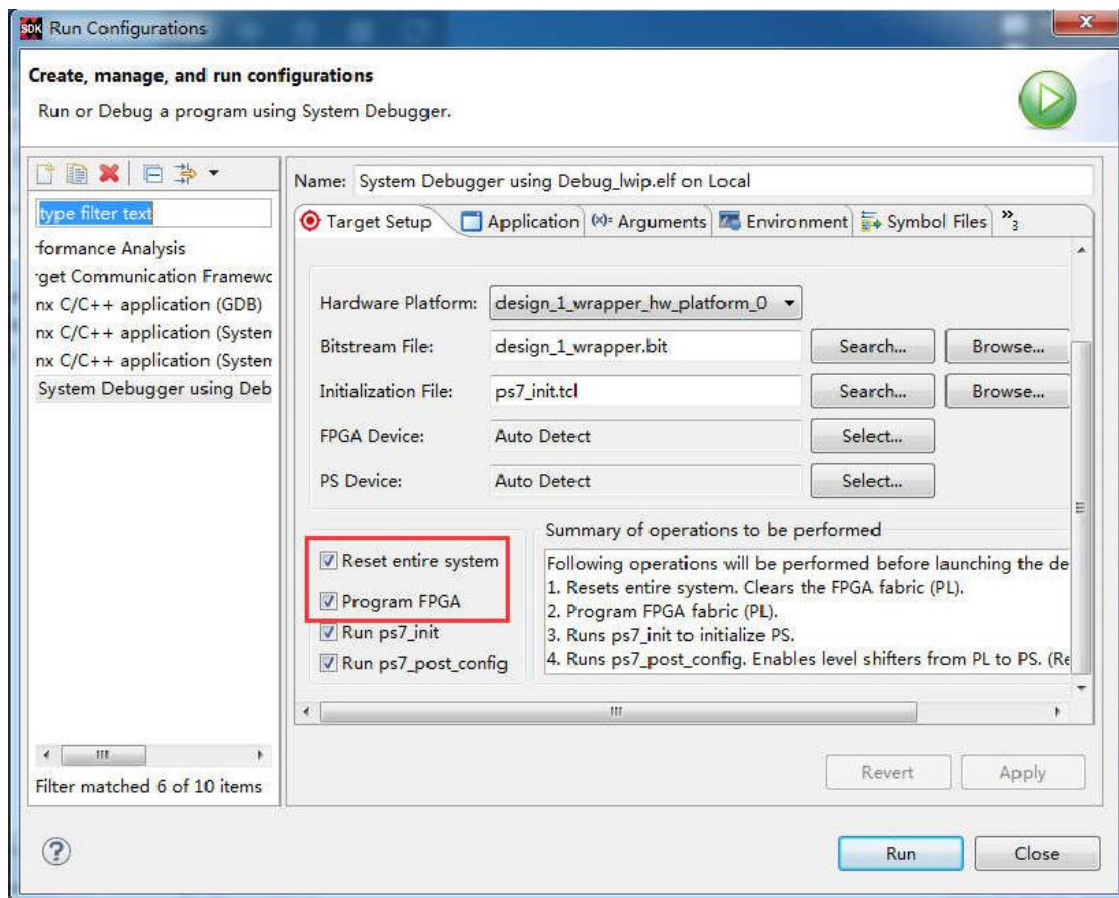 SDK Run Configurations
Create, manage, and run configurations
Run or Debug a program using System Debugger.
type filter text
formance Analysis
get Communication Framewc
nx C/C++ application (GDB)
nx C/C++ application (System
nx C/C++ application (System
System Debugger using Deb
Filter matched 6 of 10 items
Name: System Debugger using Debug_lwip.elf on Local
Target Setup Application (x)= Arguments Environment Symbol Files »3
Hardware Platform: design_1_wrapper_hw_platform_0
Bitstream File: design_1_wrapper.bit Search... Browse...
Initialization File: ps7_init.tcl Search... Browse...
FPGA Device: Auto Detect Select...
PS Device: Auto Detect Select...
Reset entire system
Program FPGA
Run ps7_init
Run ps7_post_config
Summary of operations to be performed
Following operations will be performed before launching the de
1. Resets entire system. Clears the FPGA fabric (PL).
2. Program FPGA fabric (PL).
3. Runs ps7_init to initialize PS.
4. Runs ps7_post_config. Enables level shifters from PL to PS. (Re
Revert Apply
Run Close